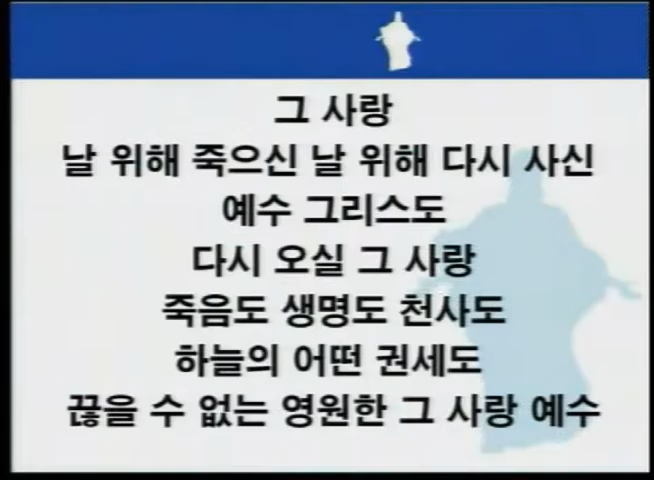 그 사랑
날 위해 죽으신 날 위해 다시 사신
예수 그리스도
다시 오실 그 사랑
죽음도 생명도 천사도
하늘의 어떤 권세도
끊을 수 없는 영원한 그 사랑 예수